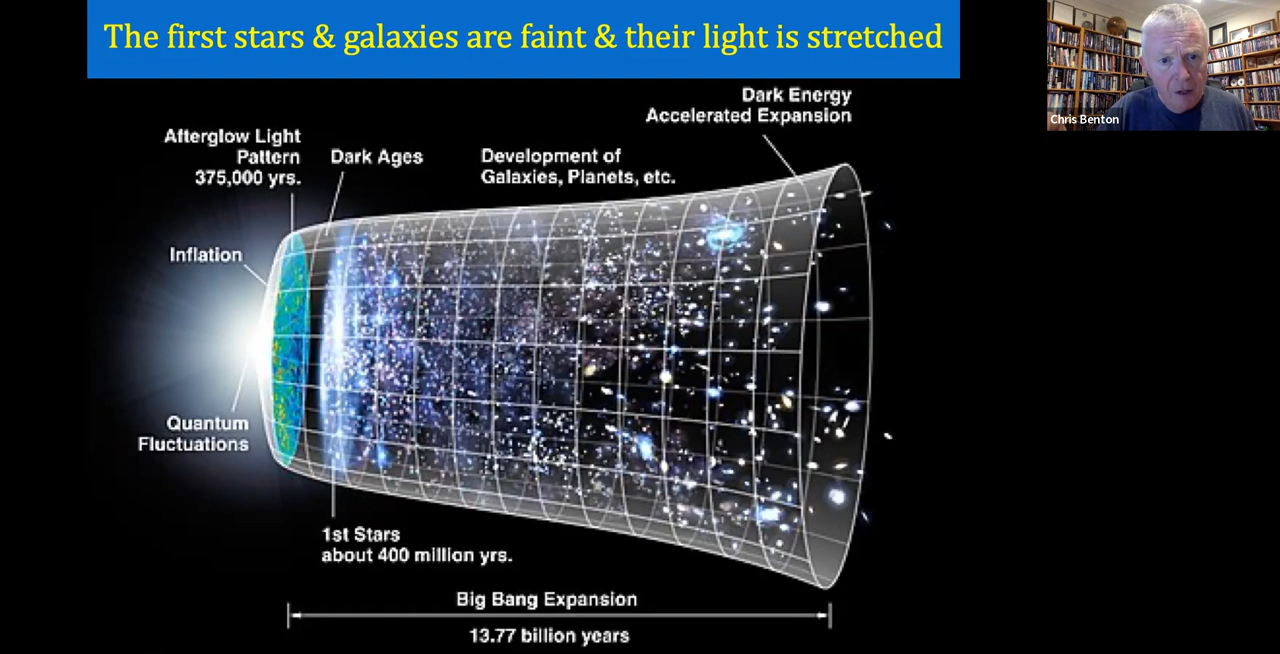 The first stars & galaxies are faint & their light is stretched
Chris Benton
Dark Energy
Accelerated Expansion
Afterglow Light
Pattern
375,000 yrs.
Dark Ages
Development of
Galaxies, Planets, etc.
Inflation
Quantum
Fluctuations
1st Stars
about 400 million yrs.
Big Bang Expansion
13.77 billion years